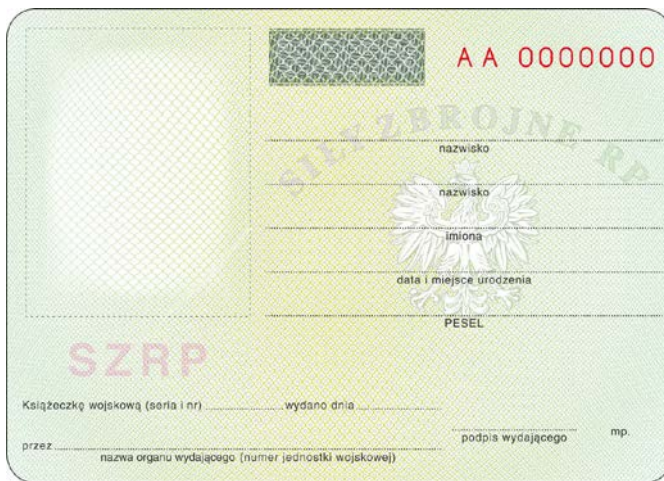 AA 0000000
SIŁY ZBROJNE RP
nazwisko
nazwisko
imiona
data i miejsce urodzenia
PESEL
SZRP
Książeczkę wojskową (seria i nr) wydano dnia
podpis wydającego mp.
przez
nazwa organu wydającego (numer jednostki wojskowej)